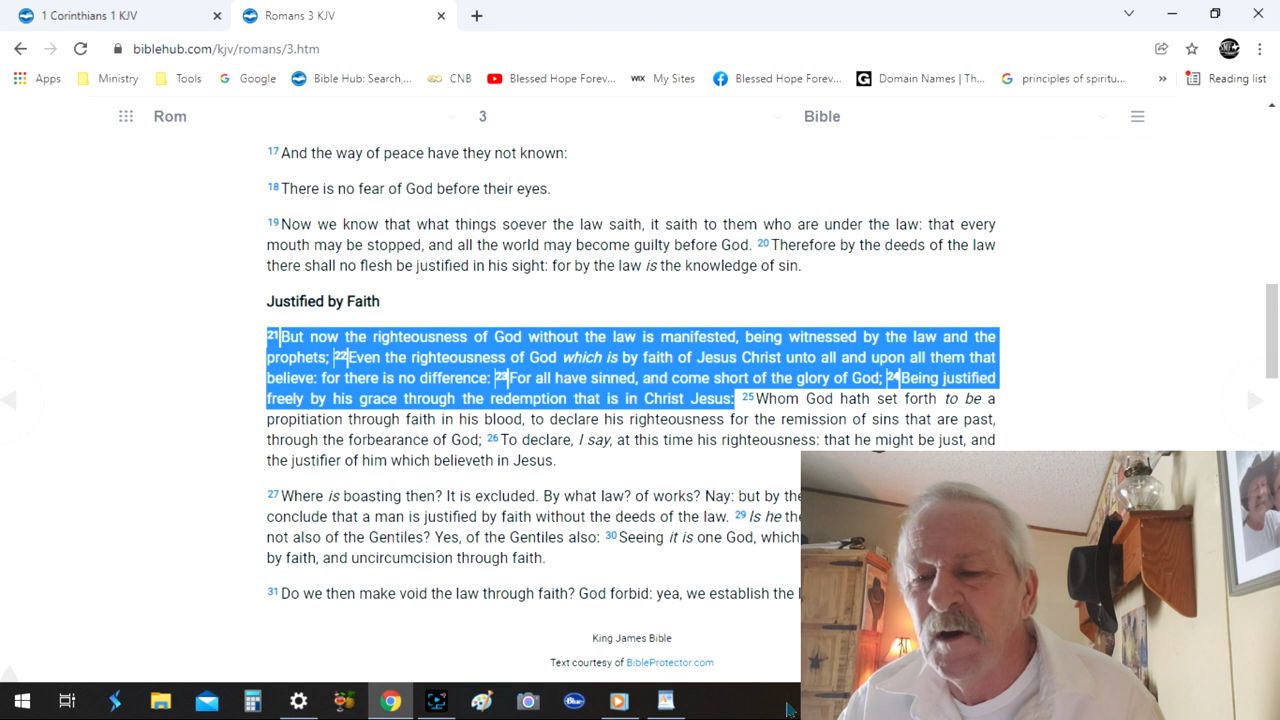 1 Corinthians 1 KJV
Romans 3 KJV
biblehub.com/kjv/romans/3.htm
Apps Ministry Tools Google Bible Hub: Search,... CNB Blessed Hope Forev... WIX My Sites Blessed Hope Forev... Domain Names | Th... principles of spiritu... » Reading list
Rom 3 Bible
17 And the way of peace have they not known:
18 There is no fear of God before their eyes.
19 Now we know that what things soever the law saith, it saith to them who are under the law: that every
mouth may be stopped, and all the world may become guilty before God. 20 Therefore by the deeds of the law
there shall no flesh be justified in his sight: for by the law is the knowledge of sin.
Justified by Faith
21 But now the righteousness of God without the law is manifested, being witnessed by the law and the
prophets; 22 Even the righteousness of God which is by faith of Jesus Christ unto all and upon all them that
believe: for there is no difference: 23 For all have sinned, and come short of the glory of God; 24 Being justified
freely by his grace through the redemption that is in Christ Jesus: 25 Whom God hath set forth to be a
propitiation through faith in his blood, to declare his righteousness for the remission of sins that are past,
through the forbearance of God; 26 To declare, I say, at this time his righteousness: that he might be just, and
the justifier of him which believeth in Jesus.
27 Where is boasting then? It is excluded. By what law? of works? Nay: but by the
conclude that a man is justified by faith without the deeds of the law. 29 Is he the
not also of the Gentiles? Yes, of the Gentiles also: 30 Seeing it is one God, which
by faith, and uncircumcision through faith.
31 Do we then make void the law through faith? God forbid: yea, we establish the l
King James Bible
Text courtesy of BibleProtector.com
Blue